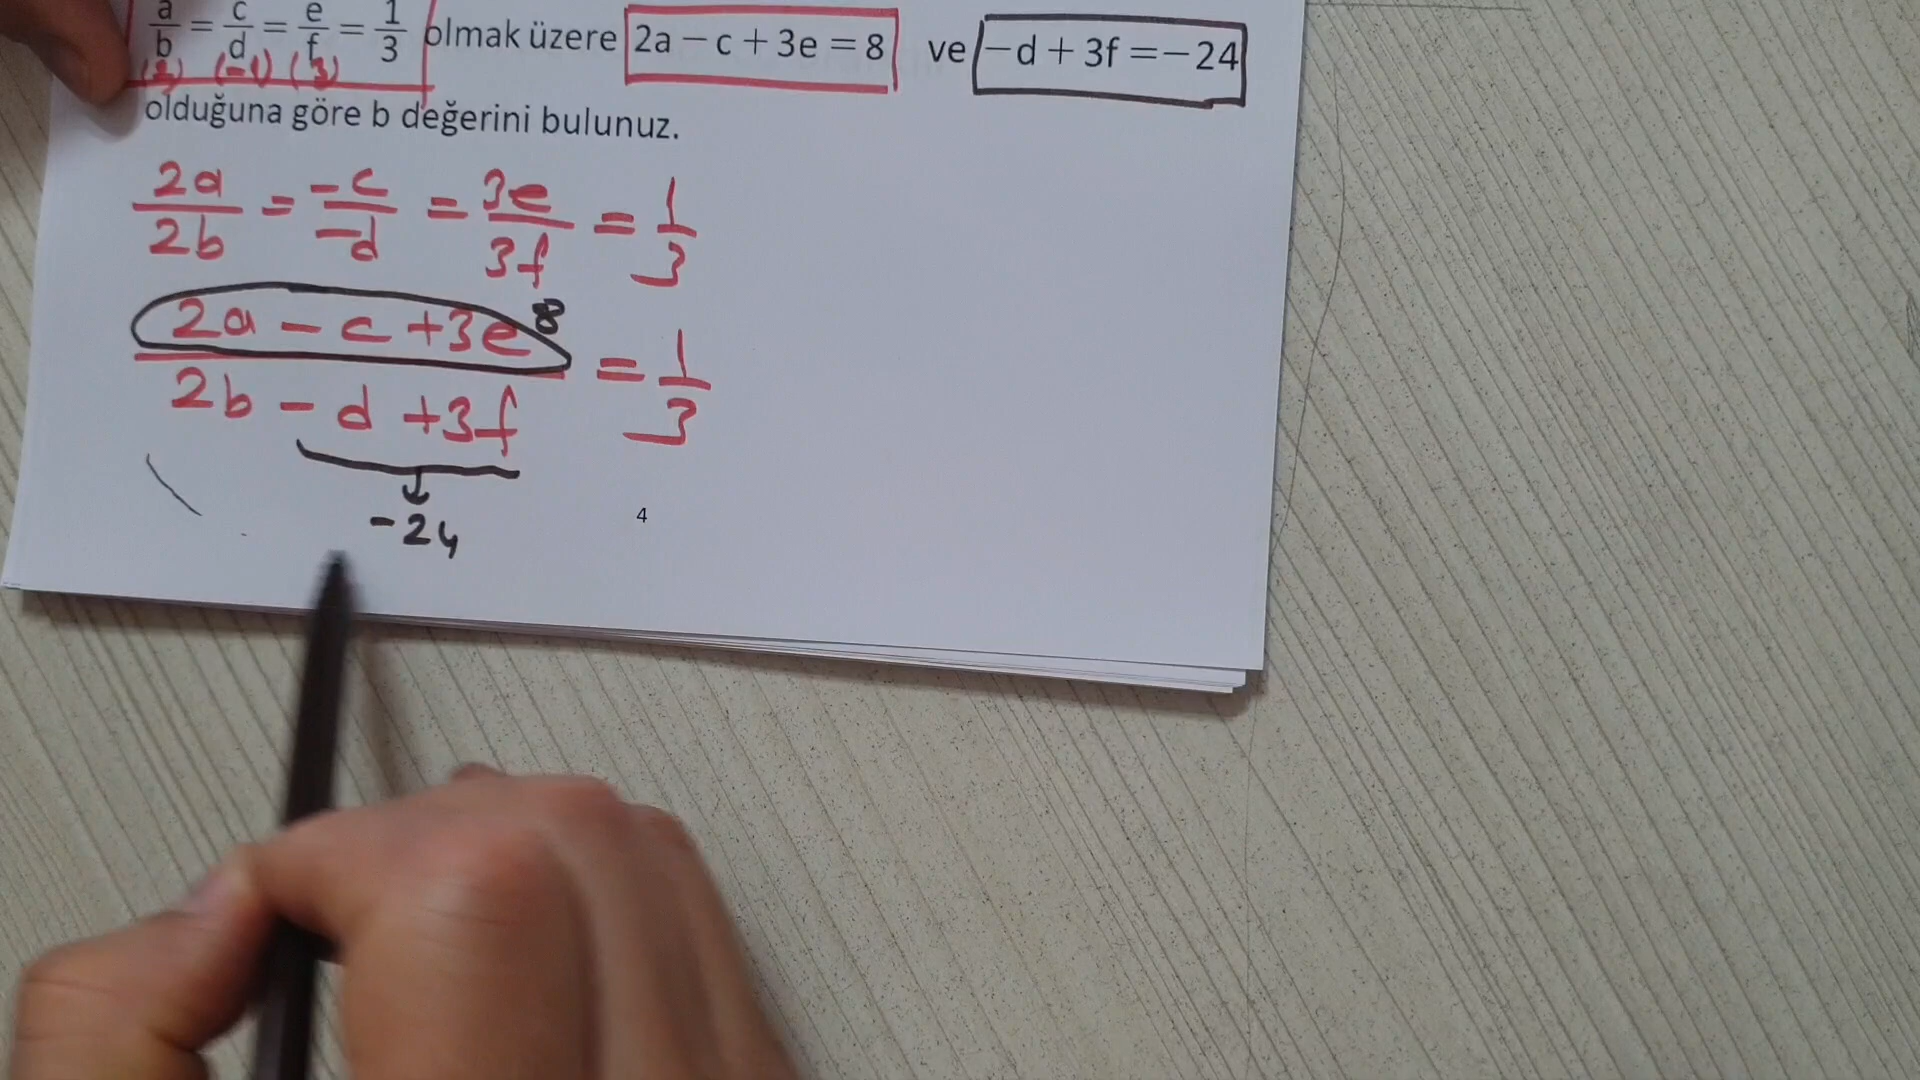 a/b = c/d = e/f = 1/3 olmak üzere 2a − c + 3e = 8 ve −d + 3f = −24
(2) (−1) (3)
olduğuna göre b değerini bulunuz.
2a/2b = −c/−d = 3e/3f = 1/3
2a − c + 3e 8
2b − d + 3f = 1/3
−24
4